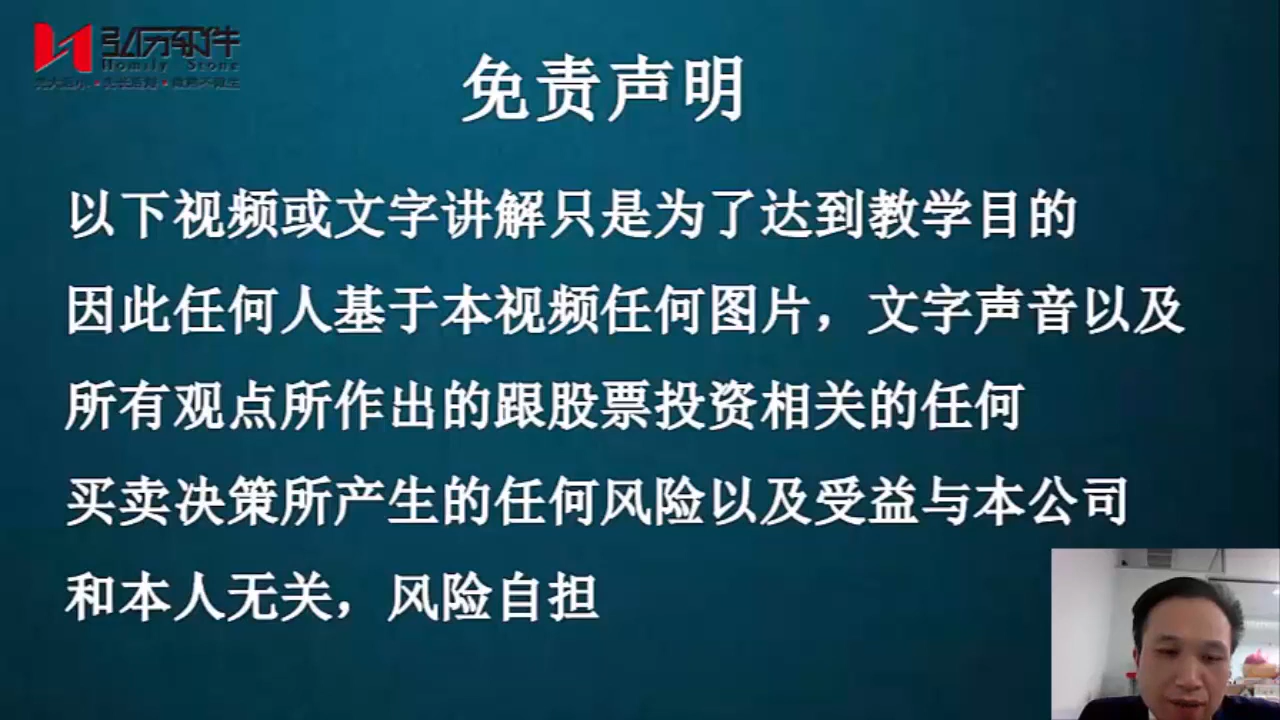 弘历软件
Homily Stone
免责声明
以下视频或文字讲解只是为了达到教学目的
因此任何人基于本视频任何图片，文字声音以及
所有观点所作出的跟股票投资相关的任何
买卖决策所产生的任何风险以及受益与本公司
和本人无关，风险自担